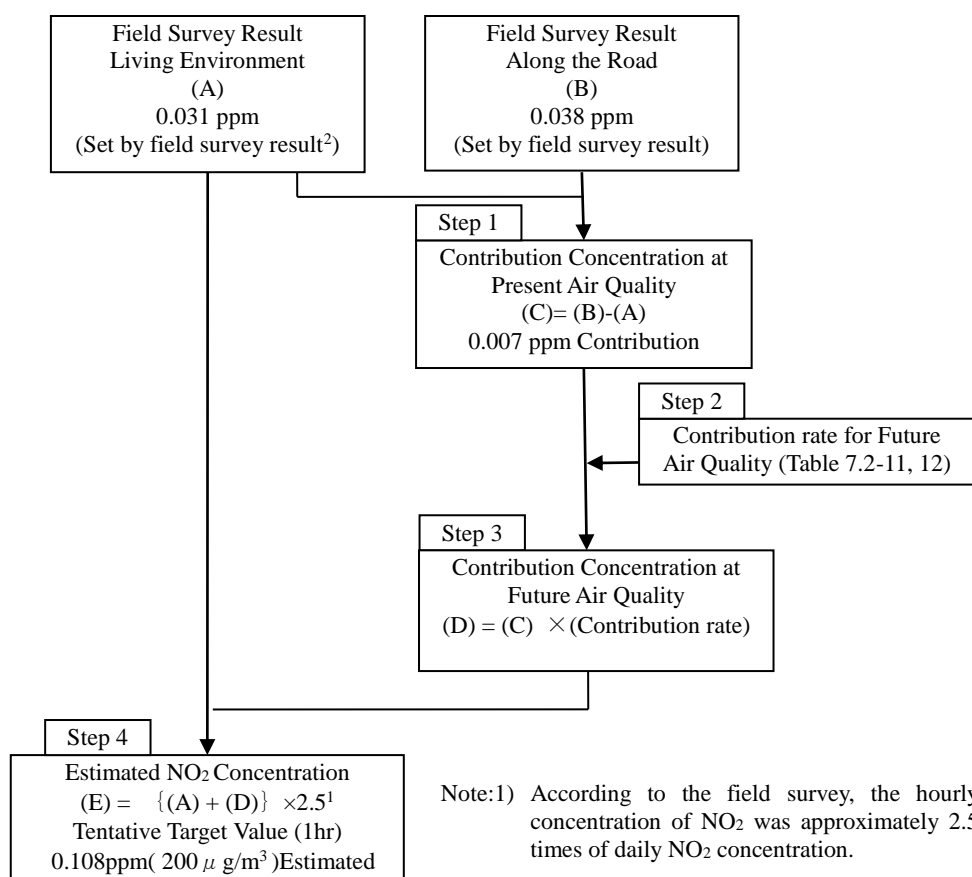 Field Survey Result
Living Environment
(A)
0.031 ppm
(Set by field survey result²)
Field Survey Result
Along the Road
(B)
0.038 ppm
(Set by field survey result)
Step 1
Contribution Concentration at
Present Air Quality
(C)= (B)-(A)
0.007 ppm Contribution
Step 2
Contribution rate for Future
Air Quality (Table 7.2-11, 12)
Step 3
Contribution Concentration at
Future Air Quality
(D) = (C) ×(Contribution rate)
Step 4
Estimated NO₂ Concentration
(E) = {(A) + (D)} ×2.5¹
Tentative Target Value (1hr)
0.108ppm( 200μg/m³)Estimated
Note:1) According to the field survey, the hourly
concentration of NO₂ was approximately 2.5
times of daily NO₂ concentration.